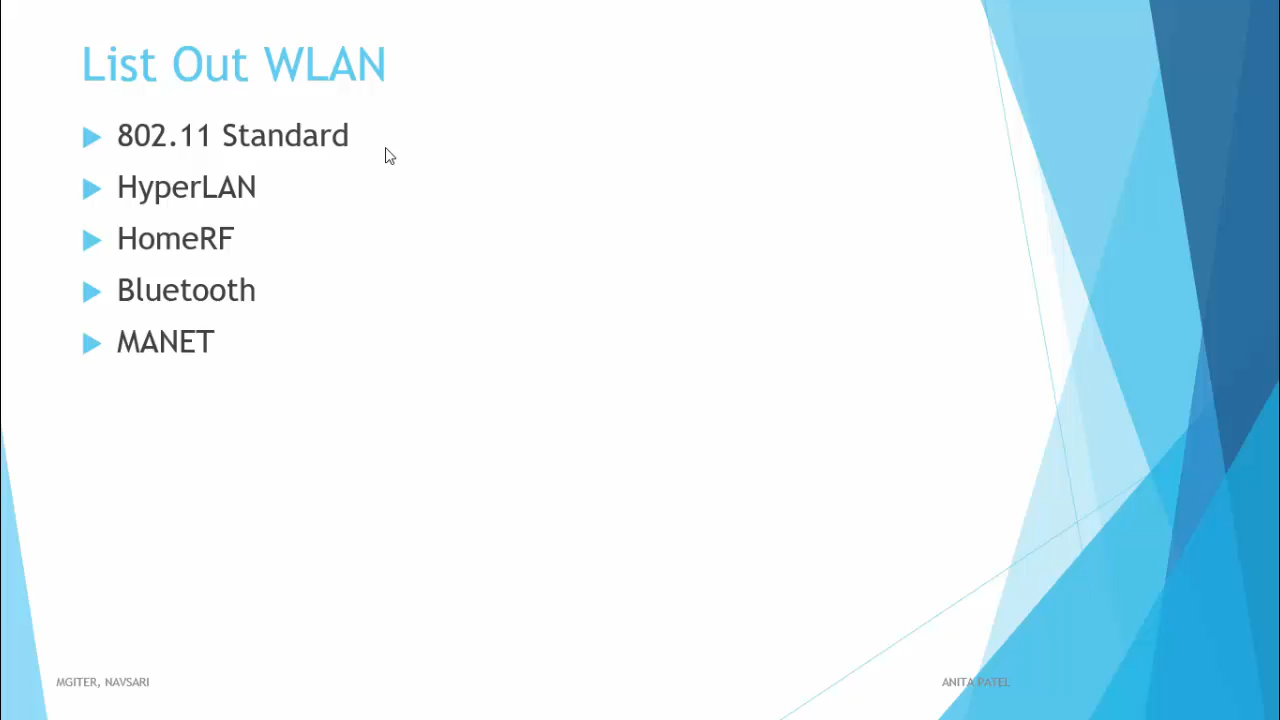 List Out WLAN
802.11 Standard
HyperLAN
HomeRF
Bluetooth
MANET
MGITER, NAVSARI
ANITA PATEL